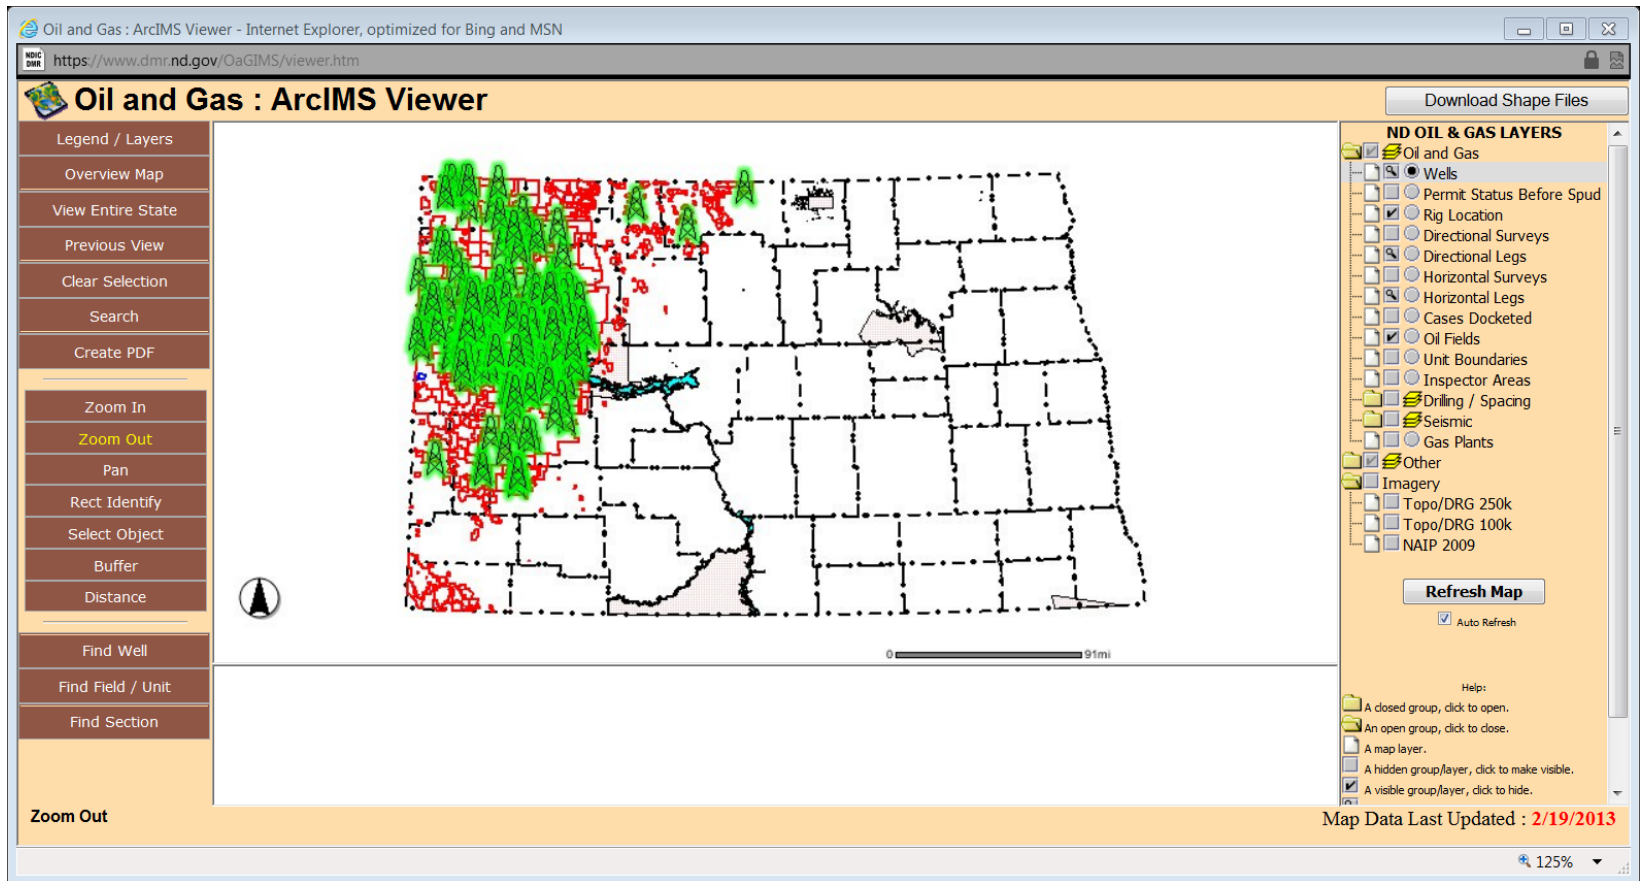 Oil and Gas : ArcIMS Viewer - Internet Explorer, optimized for Bing and MSN
NDIC
DMR
https://www.dmr.nd.gov/OaGIMS/viewer.htm
Oil and Gas : ArcIMS Viewer
Download Shape Files
Legend / Layers
Overview Map
View Entire State
Previous View
Clear Selection
Search
Create PDF
Zoom In
Zoom Out
Pan
Rect Identify
Select Object
Buffer
Distance
Find Well
Find Field / Unit
Find Section
0
91mi
ND OIL & GAS LAYERS
Oil and Gas
Wells
Permit Status Before Spud
Rig Location
Directional Surveys
Directional Legs
Horizontal Surveys
Horizontal Legs
Cases Docketed
Oil Fields
Unit Boundaries
Inspector Areas
Drilling / Spacing
Seismic
Gas Plants
Other
Imagery
Topo/DRG 250k
Topo/DRG 100k
NAIP 2009
Refresh Map
Auto Refresh
Help:
A closed group, click to open.
An open group, click to close.
A map layer.
A hidden group/layer, click to make visible.
A visible group/layer, click to hide.
Zoom Out
Map Data Last Updated : 2/19/2013
125%